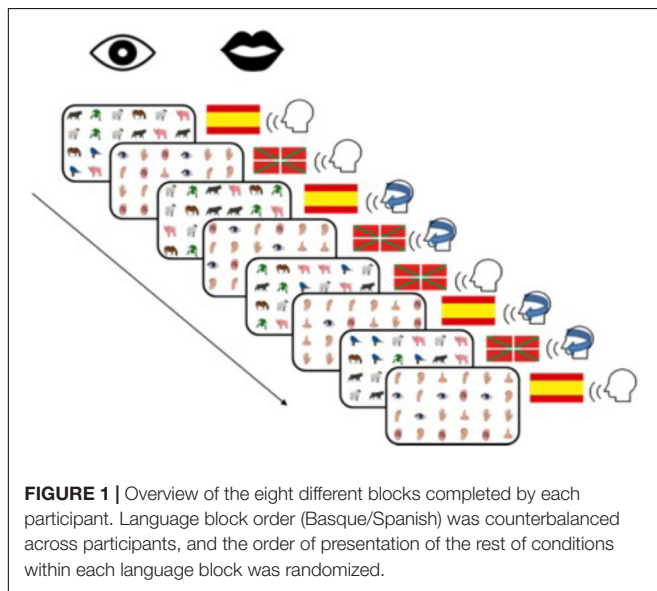 FIGURE 1 | Overview of the eight different blocks completed by each
participant. Language block order (Basque/Spanish) was counterbalanced
across participants, and the order of presentation of the rest of conditions
within each language block was randomized.